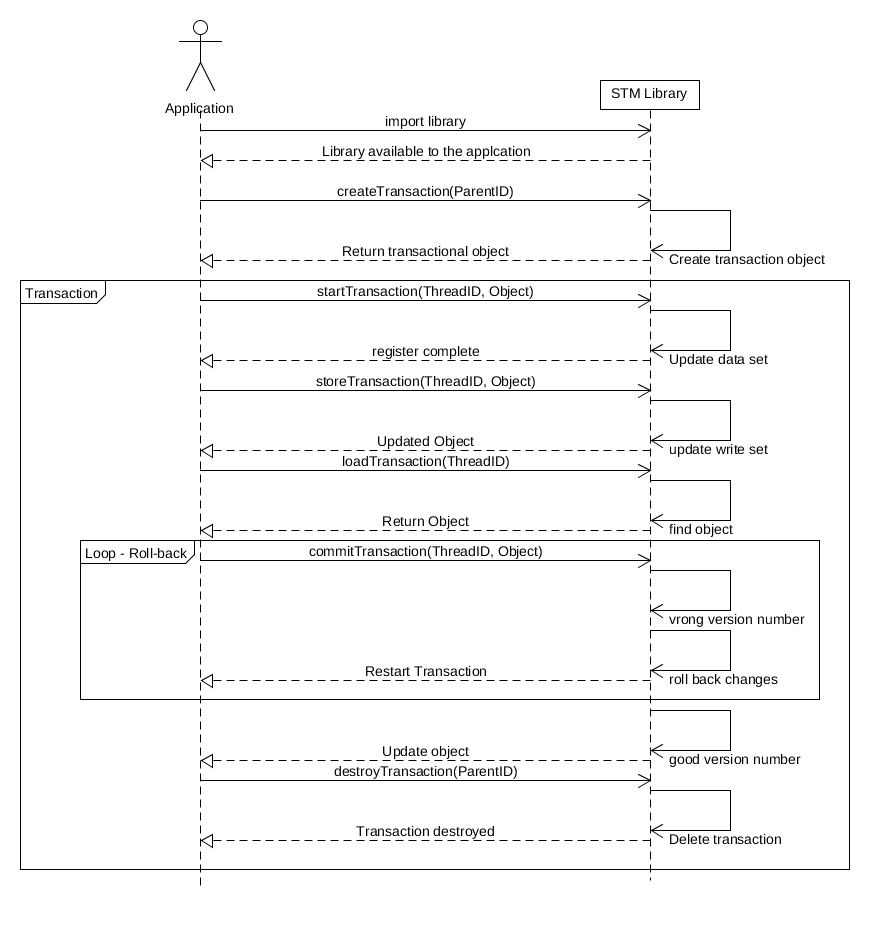 Application
STM Library
import library
Library available to the applcation
createTransaction(ParentID)
Create transaction object
Return transactional object
Transaction
startTransaction(ThreadID, Object)
Update data set
register complete
storeTransaction(ThreadID, Object)
update write set
Updated Object
loadTransaction(ThreadID)
find object
Return Object
Loop - Roll-back
commitTransaction(ThreadID, Object)
vrong version number
roll back changes
Restart Transaction
good version number
Update object
destroyTransaction(ParentID)
Delete transaction
Transaction destroyed